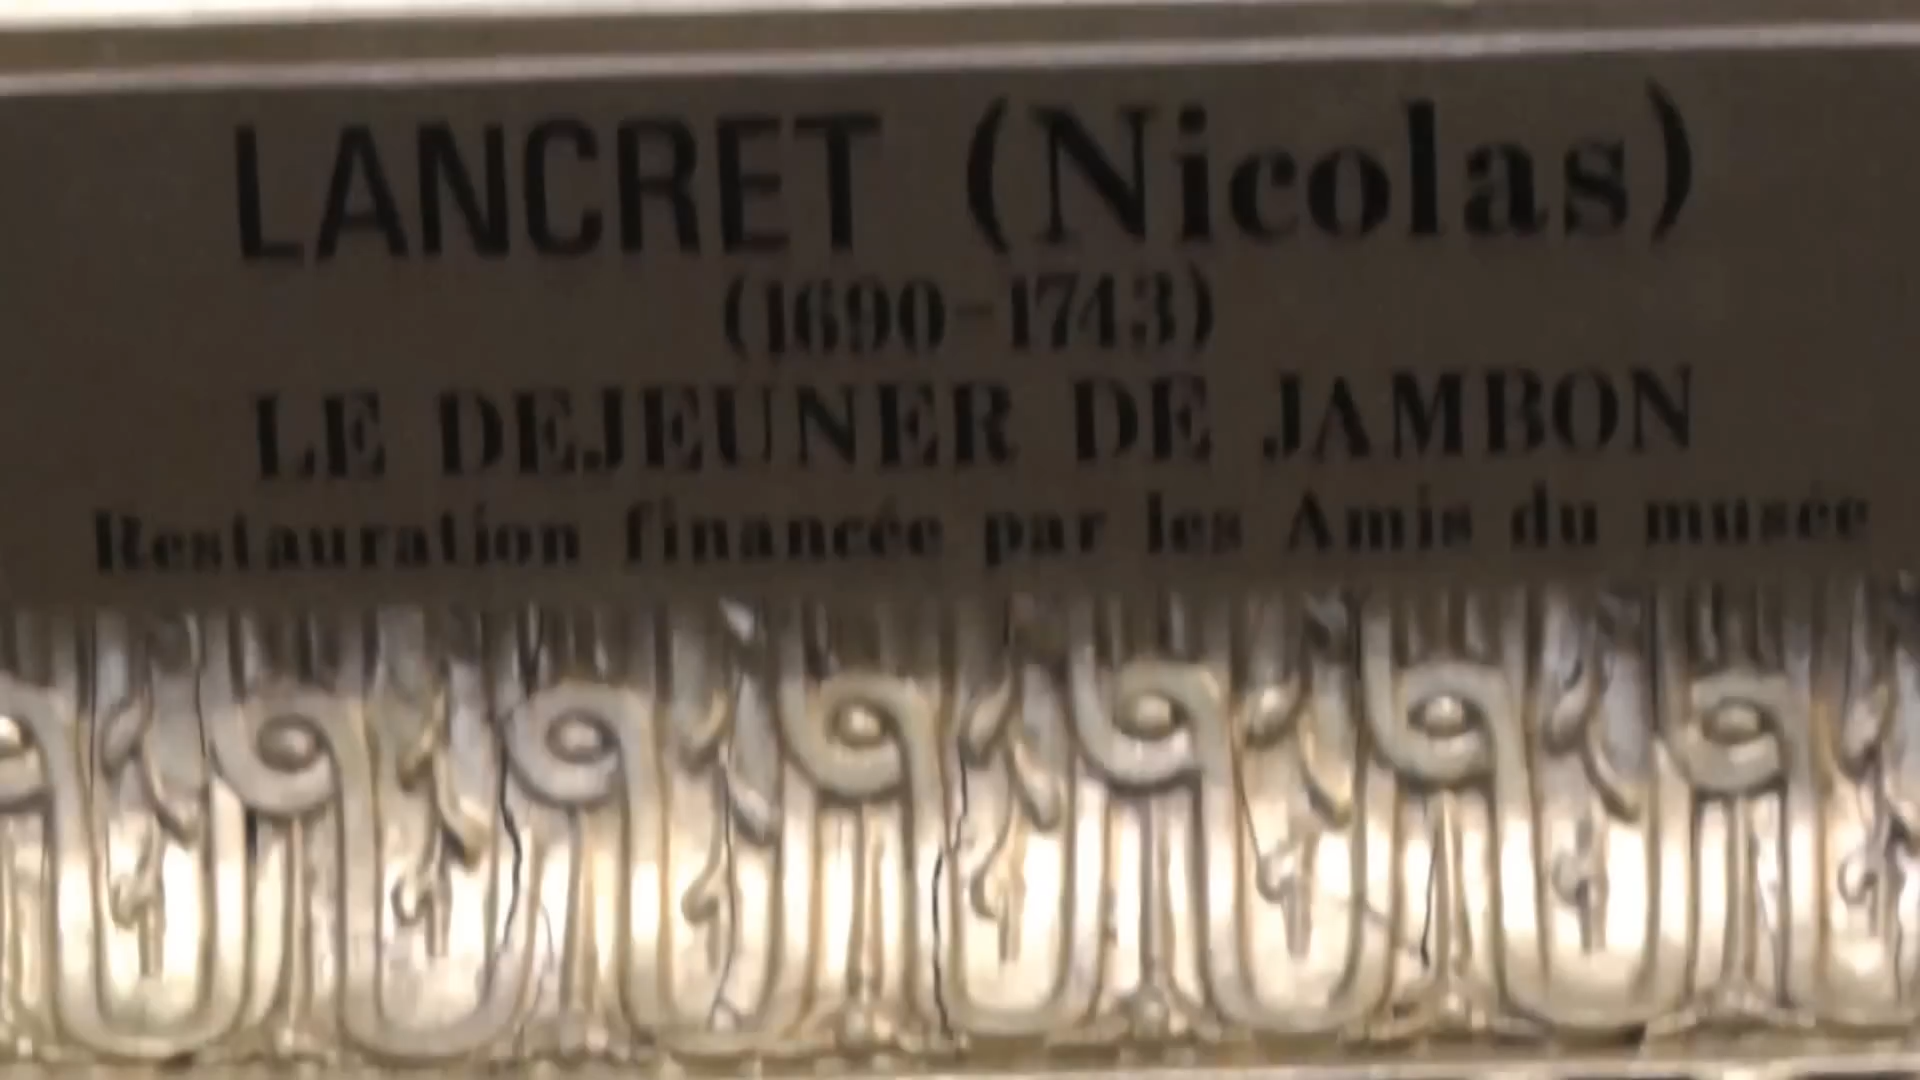 LANCRET (Nicolas)
(1690-1743)
LE DEJEUNER DE JAMBON
Restauration financée par les Amis du musée